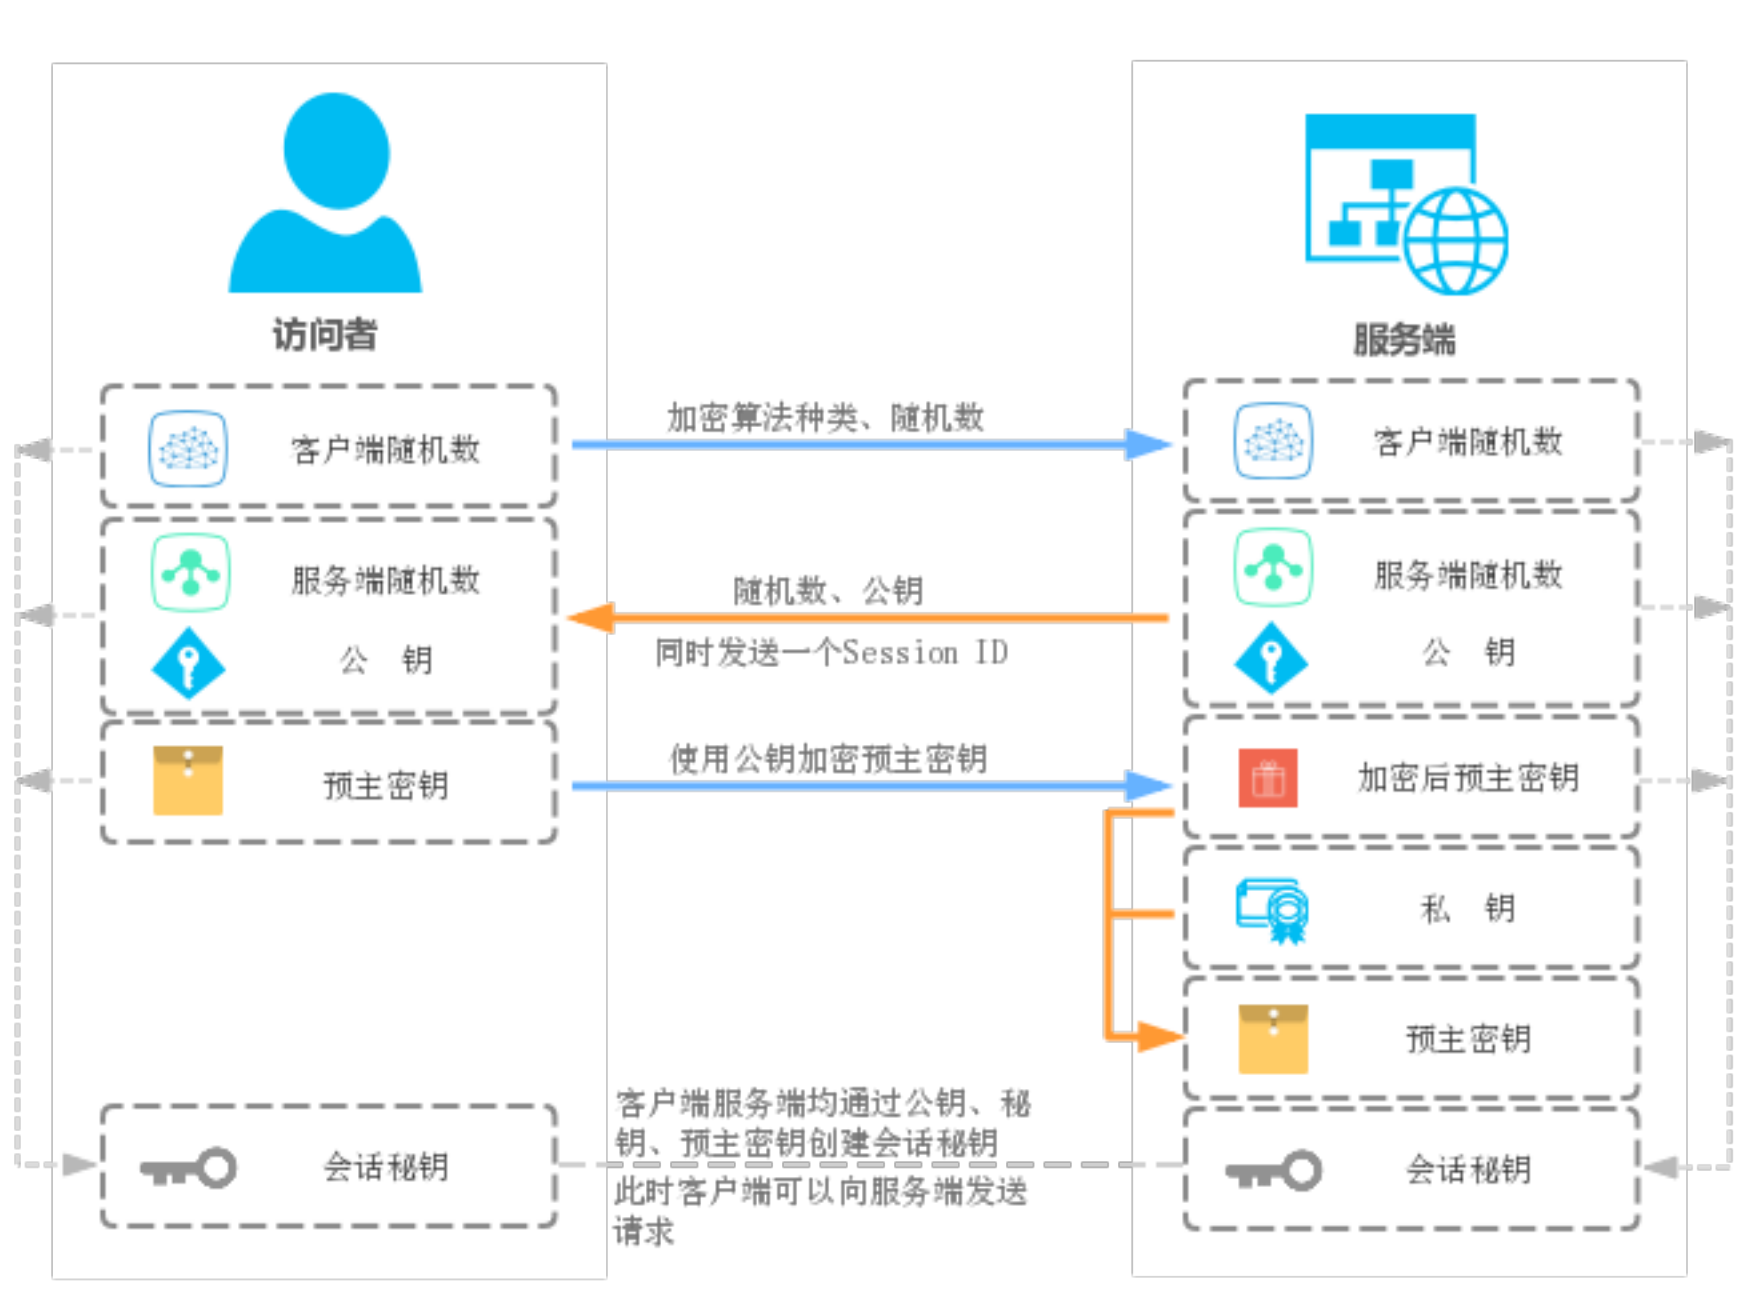 访问者
服务端
客户端随机数
加密算法种类、随机数
客户端随机数
服务端随机数
公 钥
随机数、公钥
同时发送一个Session ID
服务端随机数
公 钥
预主密钥
使用公钥加密预主密钥
加密后预主密钥
私 钥
预主密钥
会话秘钥
客户端服务端均通过公钥、秘
钥、预主密钥创建会话秘钥
此时客户端可以向服务端发送
请求
会话秘钥